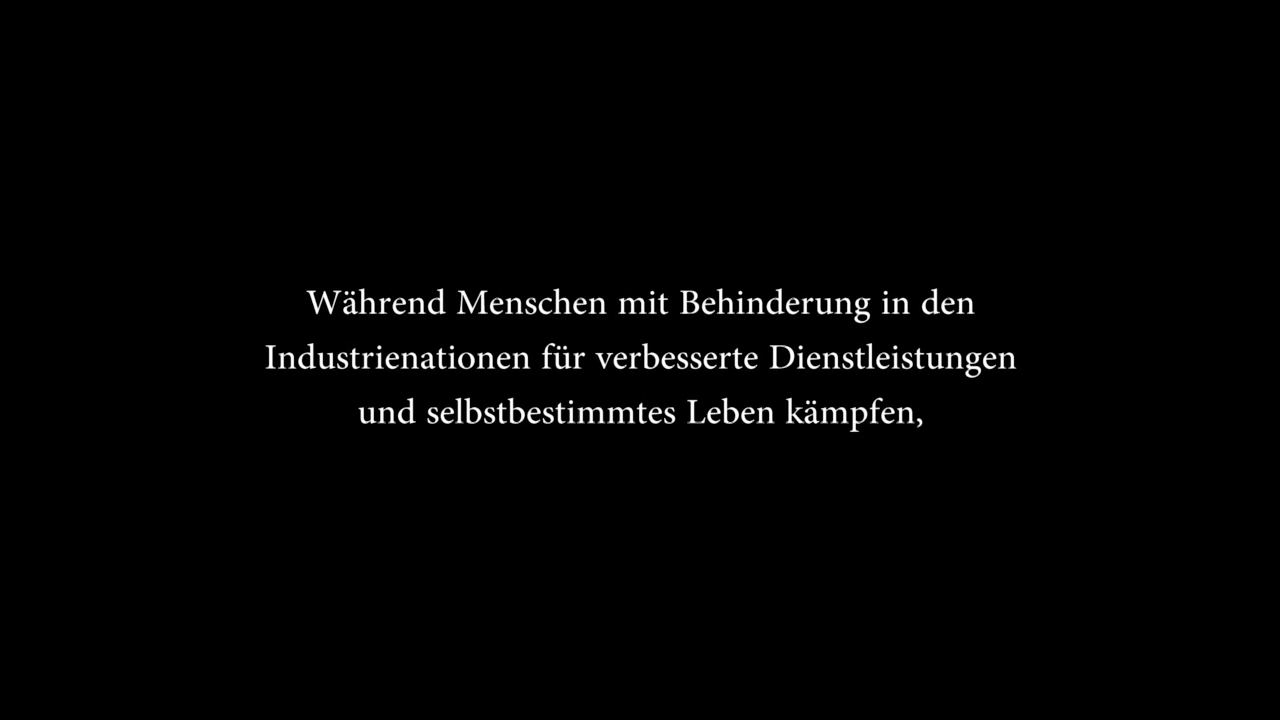 Während Menschen mit Behinderung in den
Industrienationen für verbesserte Dienstleistungen
und selbstbestimmtes Leben kämpfen,